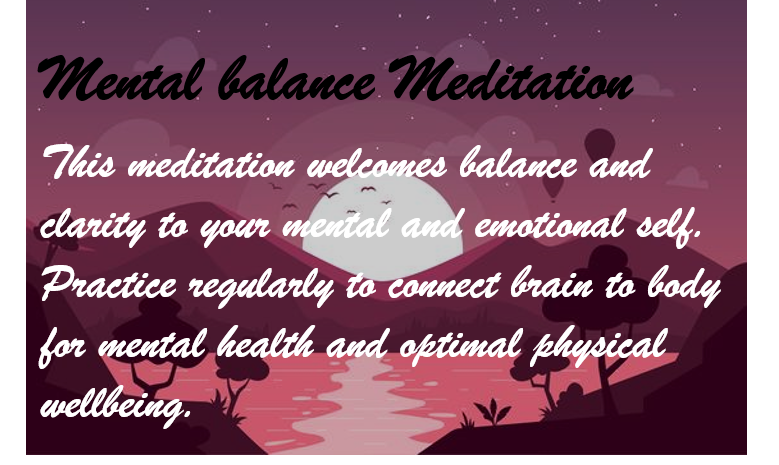 Mental balance Meditation
This meditation welcomes balance and
clarity to your mental and emotional self.
Practice regularly to connect brain to body
for mental health and optimal physical
wellbeing.